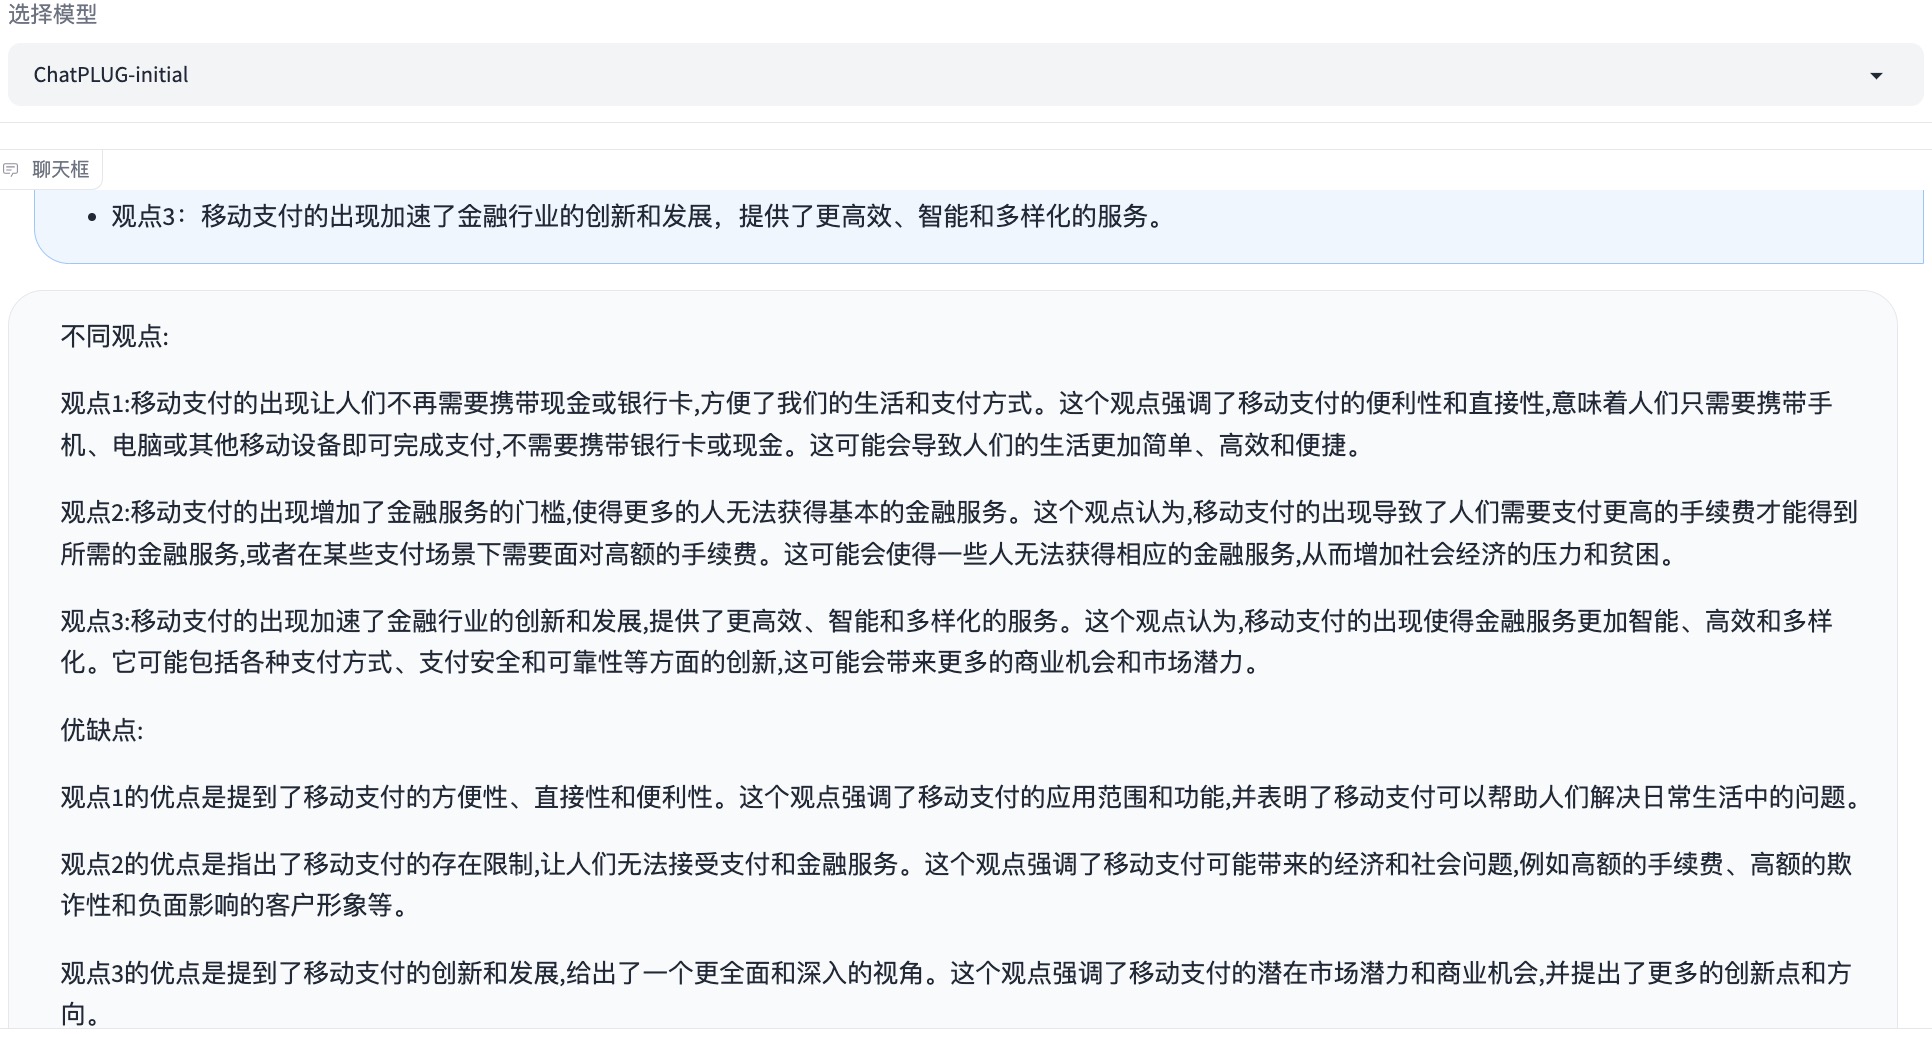 选择模型
ChatPLUG-initial
聊天框
• 观点3：移动支付的出现加速了金融行业的创新和发展，提供了更高效、智能和多样化的服务。
不同观点:
观点1:移动支付的出现让人们不再需要携带现金或银行卡,方便了我们的生活和支付方式。这个观点强调了移动支付的便利性和直接性,意味着人们只需要携带手
机、电脑或其他移动设备即可完成支付,不需要携带银行卡或现金。这可能会导致人们的生活更加简单、高效和便捷。
观点2:移动支付的出现增加了金融服务的门槛,使得更多的人无法获得基本的金融服务。这个观点认为,移动支付的出现导致了人们需要支付更高的手续费才能得到
所需的金融服务,或者在某些支付场景下需要面对高额的手续费。这可能会使得一些人无法获得相应的金融服务,从而增加社会经济的压力和贫困。
观点3:移动支付的出现加速了金融行业的创新和发展,提供了更高效、智能和多样化的服务。这个观点认为,移动支付的出现使得金融服务更加智能、高效和多样
化。它可能包括各种支付方式、支付安全和可靠性等方面的创新,这可能会带来更多的商业机会和市场潜力。
优缺点:
观点1的优点是提到了移动支付的方便性、直接性和便利性。这个观点强调了移动支付的应用范围和功能,并表明了移动支付可以帮助人们解决日常生活中的问题。
观点2的优点是指出了移动支付的存在限制,让人们无法接受支付和金融服务。这个观点强调了移动支付可能带来的经济和社会问题,例如高额的手续费、高额的欺
诈性和负面影响的客户形象等。
观点3的优点是提到了移动支付的创新和发展,给出了一个更全面和深入的视角。这个观点强调了移动支付的潜在市场潜力和商业机会,并提出了更多的创新点和方
向。